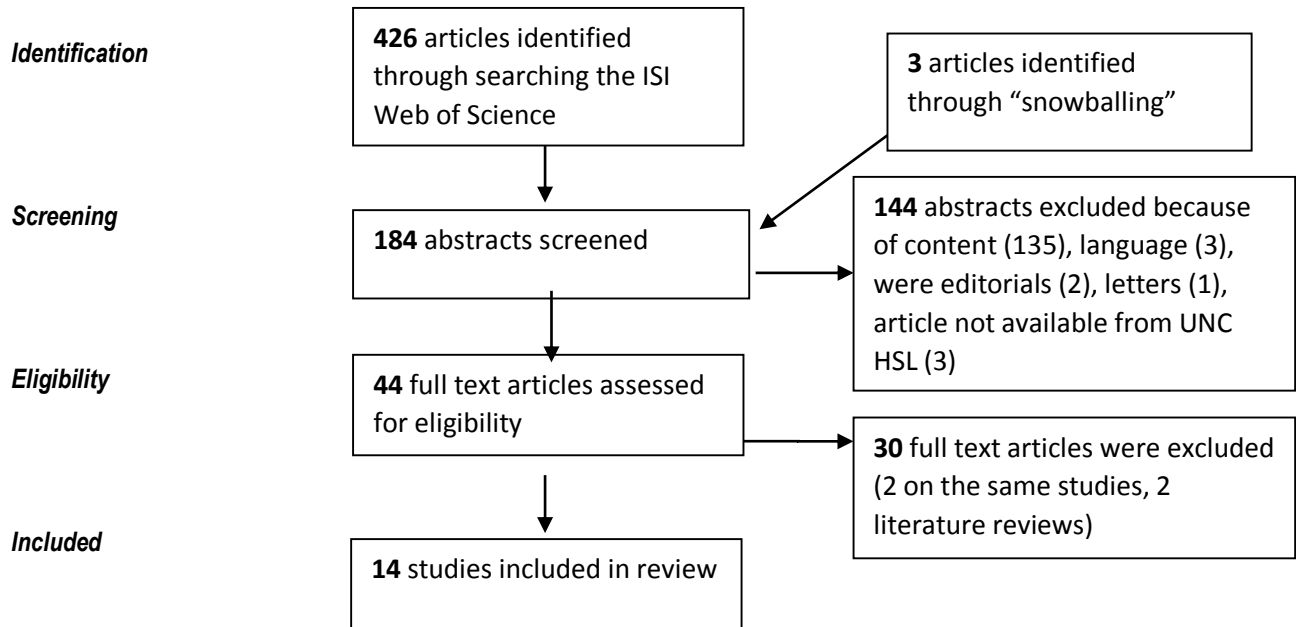 Identification
426 articles identified
through searching the ISI
Web of Science
3 articles identified
through “snowballing”
Screening
184 abstracts screened
144 abstracts excluded because
of content (135), language (3),
were editorials (2), letters (1),
article not available from UNC
HSL (3)
Eligibility
44 full text articles assessed
for eligibility
30 full text articles were excluded
(2 on the same studies, 2
literature reviews)
Included
14 studies included in review